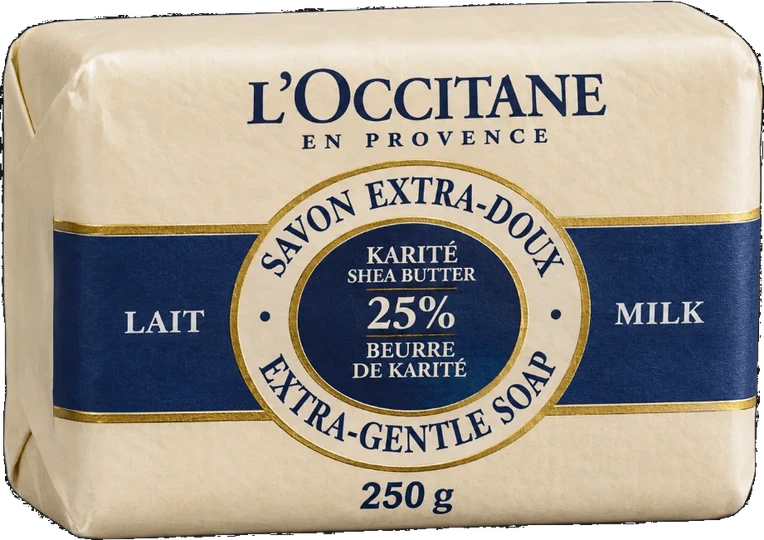 L'OCCITANE
EN PROVENCE
SAVON EXTRA-DOUX
KARITÉ
SHEA BUTTER
25%
BEURRE
DE KARITÉ
LAIT
MILK
EXTRA-GENTLE SOAP
250 g